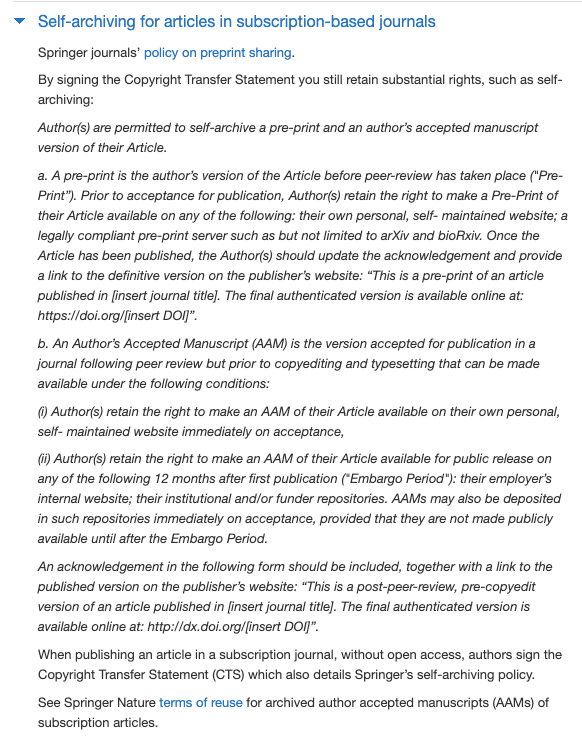 Self-archiving for articles in subscription-based journals
Springer journals’ policy on preprint sharing.
By signing the Copyright Transfer Statement you still retain substantial rights, such as self-
archiving:
Author(s) are permitted to self-archive a pre-print and an author’s accepted manuscript
version of their Article.
a. A pre-print is the author’s version of the Article before peer-review has taken place ("Pre-
Print”). Prior to acceptance for publication, Author(s) retain the right to make a Pre-Print of
their Article available on any of the following: their own personal, self- maintained website; a
legally compliant pre-print server such as but not limited to arXiv and bioRxiv. Once the
Article has been published, the Author(s) should update the acknowledgement and provide
a link to the definitive version on the publisher’s website: “This is a pre-print of an article
published in [insert journal title]. The final authenticated version is available online at:
https://doi.org/[insert DOI]”.
b. An Author’s Accepted Manuscript (AAM) is the version accepted for publication in a
journal following peer review but prior to copyediting and typesetting that can be made
available under the following conditions:
(i) Author(s) retain the right to make an AAM of their Article available on their own personal,
self- maintained website immediately on acceptance,
(ii) Author(s) retain the right to make an AAM of their Article available for public release on
any of the following 12 months after first publication ("Embargo Period"): their employer’s
internal website; their institutional and/or funder repositories. AAMs may also be deposited
in such repositories immediately on acceptance, provided that they are not made publicly
available until after the Embargo Period.
An acknowledgement in the following form should be included, together with a link to the
published version on the publisher’s website: “This is a post-peer-review, pre-copyedit
version of an article published in [insert journal title]. The final authenticated version is
available online at: http://dx.doi.org/[insert DOI]”.
When publishing an article in a subscription journal, without open access, authors sign the
Copyright Transfer Statement (CTS) which also details Springer’s self-archiving policy.
See Springer Nature terms of reuse for archived author accepted manuscripts (AAMs) of
subscription articles.